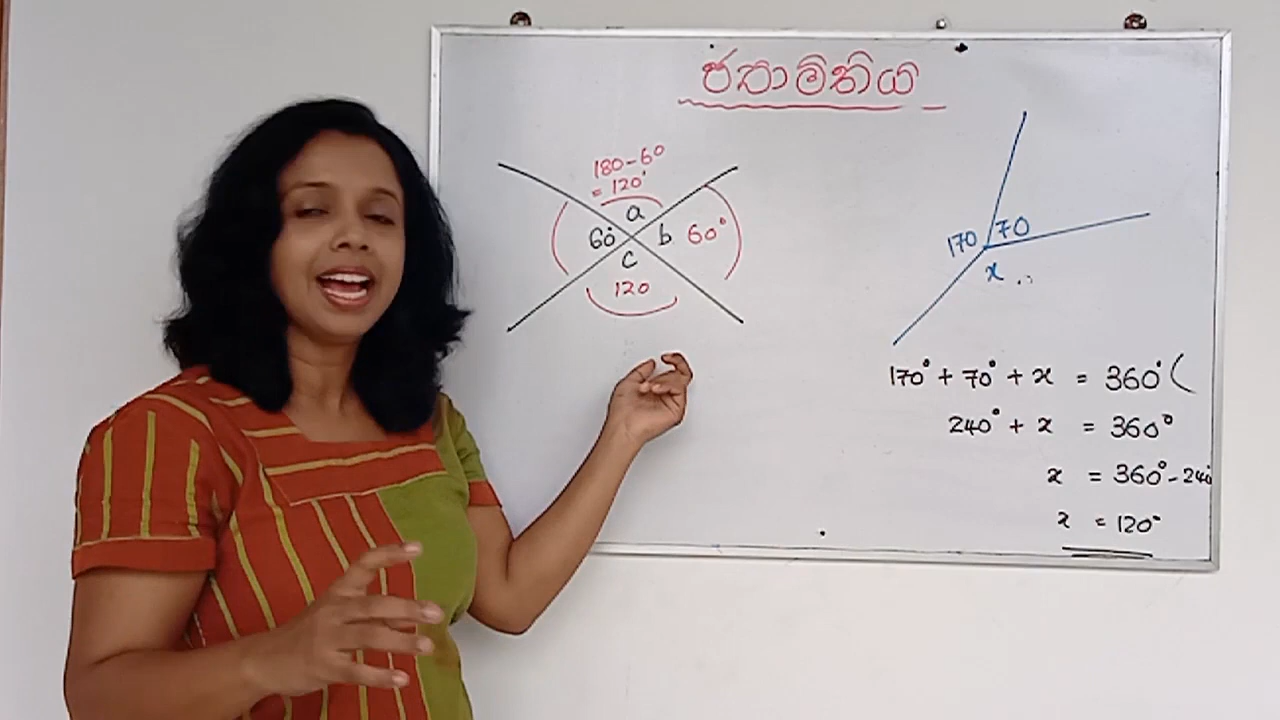 ජ්‍යාමිතිය
180 - 60
= 120°
a
60° b 60°
c
120
170 70
x
170° + 70° + x = 360° (
240° + x = 360°
x = 360° - 240°
x = 120°